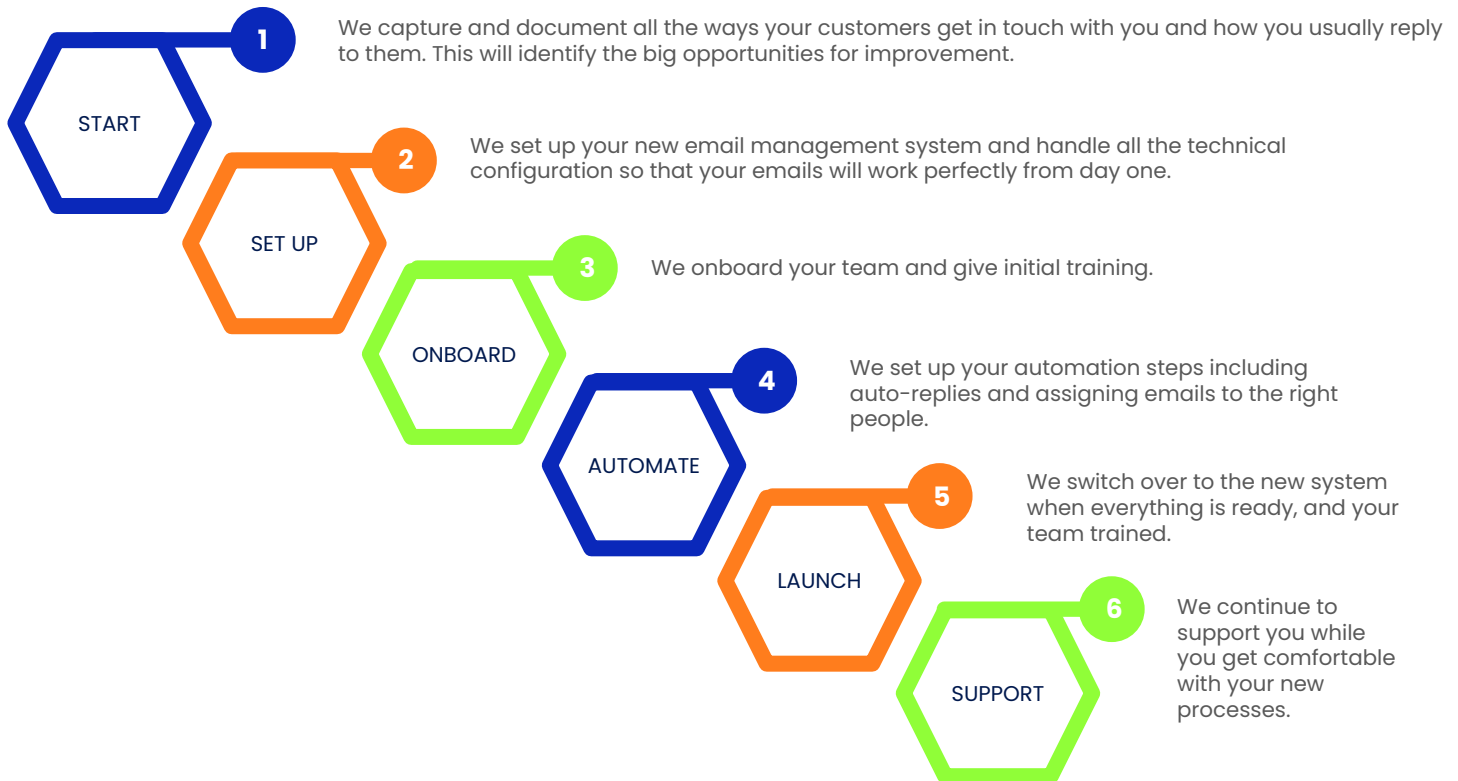 1
We capture and document all the ways your customers get in touch with you and how you usually reply
to them. This will identify the big opportunities for improvement.
START
2
We set up your new email management system and handle all the technical
configuration so that your emails will work perfectly from day one.
SET UP
3
We onboard your team and give initial training.
ONBOARD
4
We set up your automation steps including
auto-replies and assigning emails to the right
people.
AUTOMATE
5
We switch over to the new system
when everything is ready, and your
team trained.
LAUNCH
6
We continue to
support you while
you get comfortable
with your new
processes.
SUPPORT